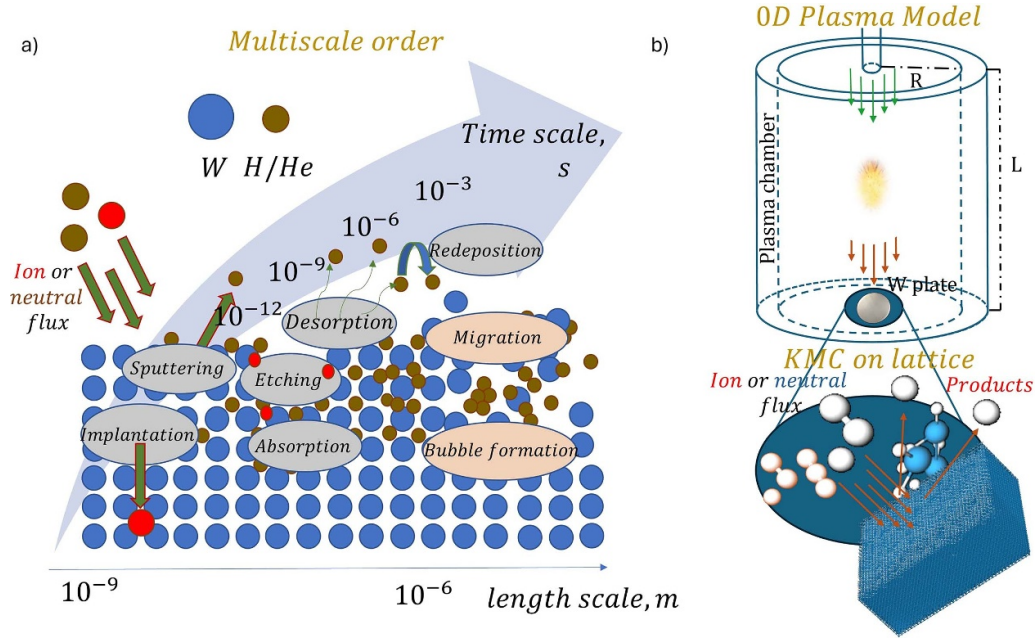 a)
Multiscale order
W H/He
Time scale,
s
10⁻³
10⁻⁶
10⁻⁹
10⁻¹²
Ion or
neutral
flux
Redeposition
Desorption
Migration
Sputtering
Etching
Implantation
Absorption
Bubble formation
10⁻⁹
10⁻⁶
length scale, m
b)
0D Plasma Model
R
L
Plasma chamber
W plate
KMC on lattice
Ion or neutral
flux
Products